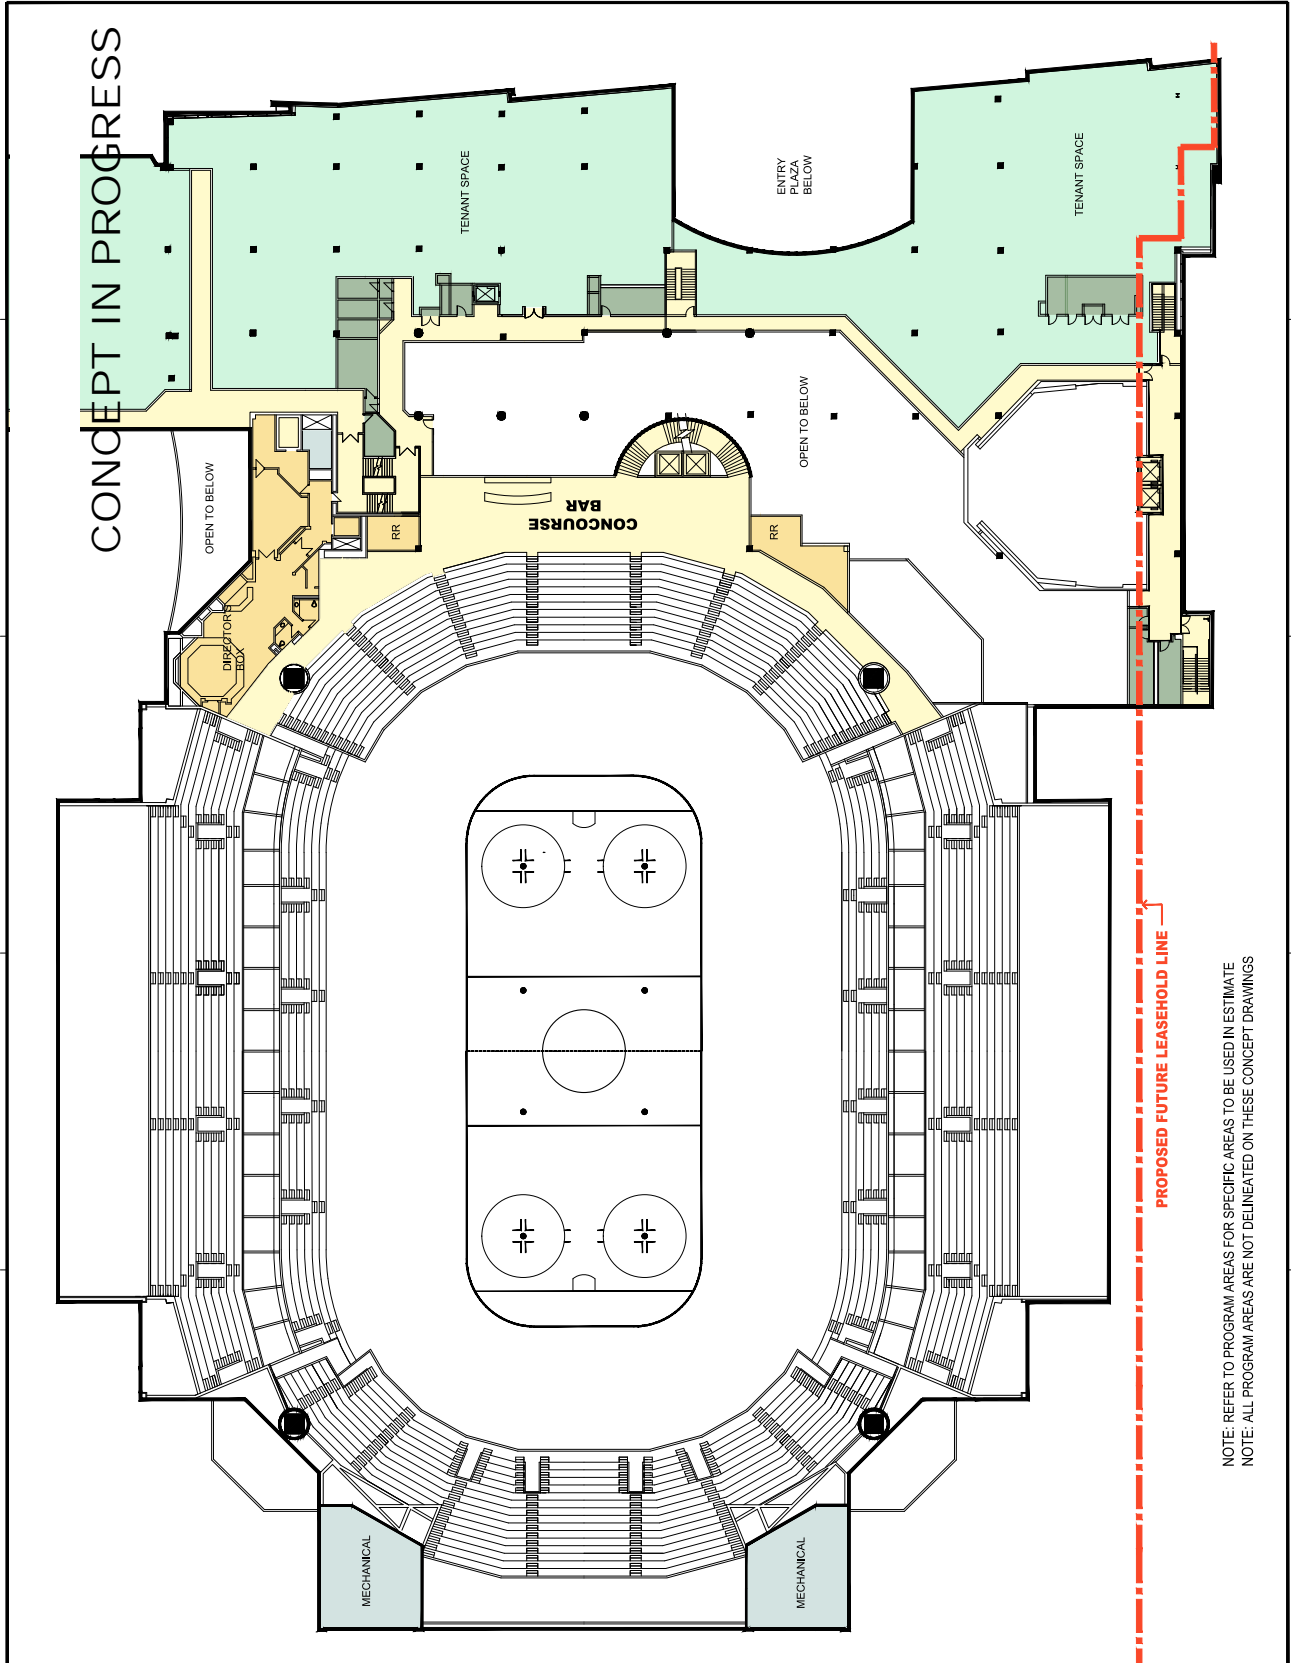 CONCEPT IN PROGRESS
TENANT SPACE
ENTRY
PLAZA
BELOW
TENANT SPACE
OPEN TO BELOW
OPEN TO BELOW
CONCOURSE
BAR
RR
RR
DIRECTOR'S
BOX
PROPOSED FUTURE LEASEHOLD LINE
MECHANICAL
MECHANICAL
NOTE: REFER TO PROGRAM AREAS FOR SPECIFIC AREAS TO BE USED IN ESTIMATE
NOTE: ALL PROGRAM AREAS ARE NOT DELINEATED ON THESE CONCEPT DRAWINGS